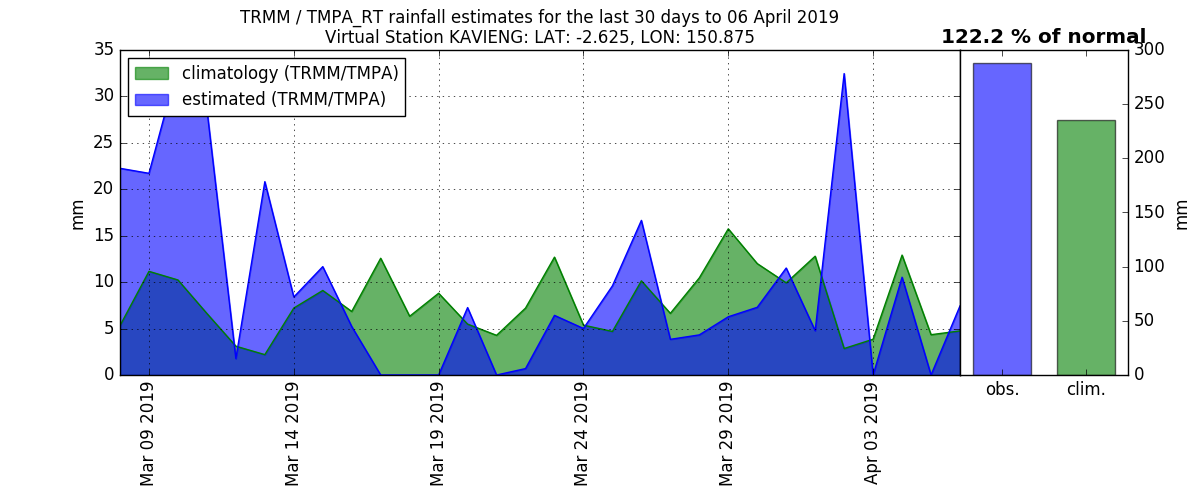 TRMM / TMPA_RT rainfall estimates for the last 30 days to 06 April 2019
Virtual Station KAVIENG: LAT: -2.625, LON: 150.875
122.2 % of normal
climatology (TRMM/TMPA)
estimated (TRMM/TMPA)
mm
35
30
25
20
15
10
5
0
Mar 09 2019
Mar 14 2019
Mar 19 2019
Mar 24 2019
Mar 29 2019
Apr 03 2019
obs.
clim.
300
250
200
150
100
50
0
mm